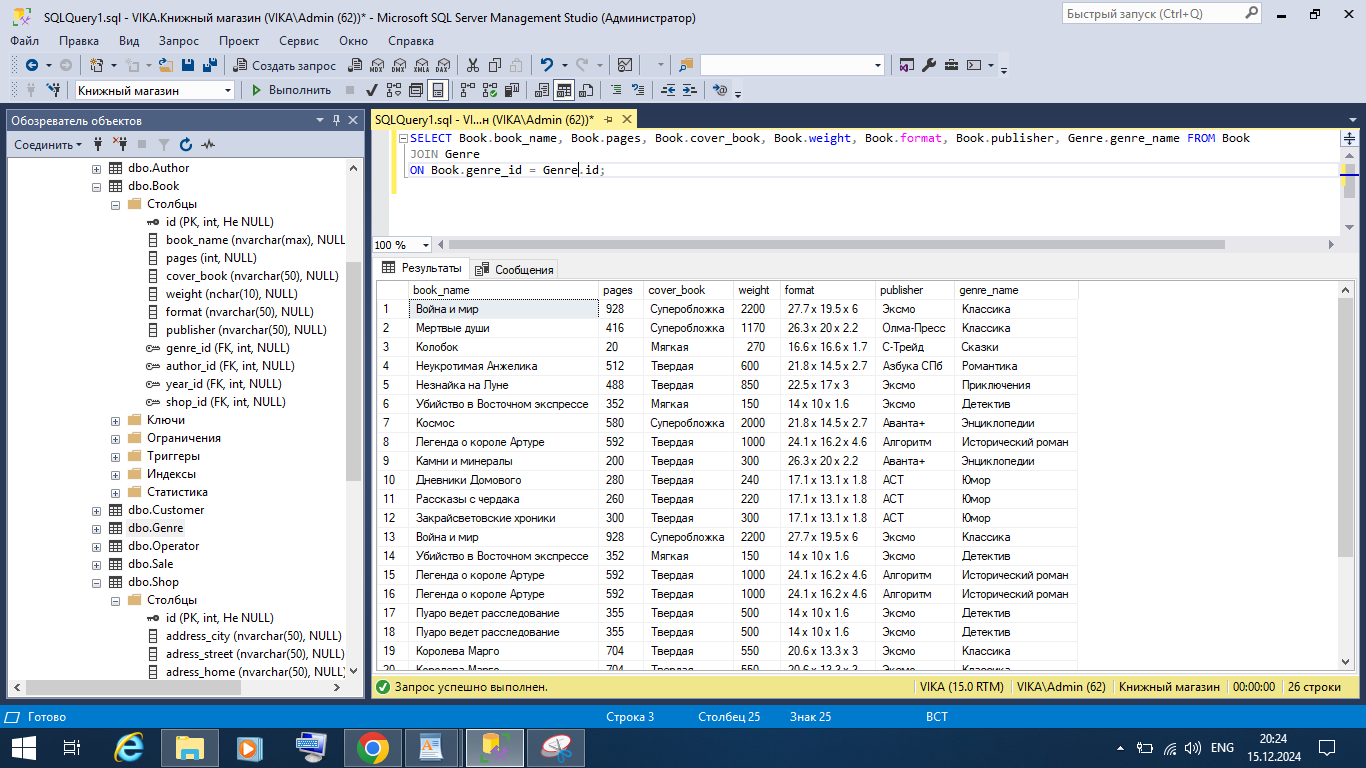 SQLQuery1.sql - VIKA.Книжный магазин (VIKA\Admin (62))* - Microsoft SQL Server Management Studio (Администратор)
Быстрый запуск (Ctrl+Q)
Файл Правка Вид Запрос Проект Сервис Окно Справка
Создать запрос MDX DMX XMLA DAX
Книжный магазин Выполнить
Обозреватель объектов
Соединить
dbo.Author
dbo.Book
Столбцы
id (PK, int, Не NULL)
book_name (nvarchar(max), NULL
pages (int, NULL)
cover_book (nvarchar(50), NULL)
weight (nchar(10), NULL)
format (nvarchar(50), NULL)
publisher (nvarchar(50), NULL)
genre_id (FK, int, NULL)
author_id (FK, int, NULL)
year_id (FK, int, NULL)
shop_id (FK, int, NULL)
Ключи
Ограничения
Триггеры
Индексы
Статистика
dbo.Customer
dbo.Genre
dbo.Operator
dbo.Sale
dbo.Shop
Столбцы
id (PK, int, Не NULL)
address_city (nvarchar(50), NULL)
adress_street (nvarchar(50), NULL)
adress_home (nvarchar(50), NULL)
SQLQuery1.sql - VI...н (VIKA\Admin (62))*
SELECT Book.book_name, Book.pages, Book.cover_book, Book.weight, Book.format, Book.publisher, Genre.genre_name FROM Book
JOIN Genre
ON Book.genre_id = Genre.id;
100 %
Результаты Сообщения
book_name pages cover_book weight format publisher genre_name
1 Война и мир 928 Суперобложка 2200 27.7 x 19.5 x 6 Эксмо Классика
2 Мертвые души 416 Суперобложка 1170 26.3 x 20 x 2.2 Олма-Пресс Классика
3 Колобок 20 Мягкая 270 16.6 x 16.6 x 1.7 С-Трейд Сказки
4 Неукротимая Анжелика 512 Твердая 600 21.8 x 14.5 x 2.7 Азбука СПб Романтика
5 Незнайка на Луне 488 Твердая 850 22.5 x 17 x 3 Эксмо Приключения
6 Убийство в Восточном экспрессе 352 Мягкая 150 14 x 10 x 1.6 Эксмо Детектив
7 Космос 580 Суперобложка 2000 21.8 x 14.5 x 2.7 Аванта+ Энциклопедии
8 Легенда о короле Артуре 592 Твердая 1000 24.1 x 16.2 x 4.6 Алгоритм Исторический роман
9 Камни и минералы 200 Твердая 300 26.3 x 20 x 2.2 Аванта+ Энциклопедии
10 Дневники Домового 280 Твердая 240 17.1 x 13.1 x 1.8 АСТ Юмор
11 Рассказы с чердака 260 Твердая 220 17.1 x 13.1 x 1.8 АСТ Юмор
12 Закрайсветовские хроники 300 Твердая 300 17.1 x 13.1 x 1.8 АСТ Юмор
13 Война и мир 928 Суперобложка 2200 27.7 x 19.5 x 6 Эксмо Классика
14 Убийство в Восточном экспрессе 352 Мягкая 150 14 x 10 x 1.6 Эксмо Детектив
15 Легенда о короле Артуре 592 Твердая 1000 24.1 x 16.2 x 4.6 Алгоритм Исторический роман
16 Легенда о короле Артуре 592 Твердая 1000 24.1 x 16.2 x 4.6 Алгоритм Исторический роман
17 Пуаро ведет расследование 355 Твердая 500 14 x 10 x 1.6 Эксмо Детектив
18 Пуаро ведет расследование 355 Твердая 500 14 x 10 x 1.6 Эксмо Детектив
19 Королева Марго 704 Твердая 550 20.6 x 13.3 x 3 Эксмо Классика
20 Королева Марго 704 Твердая 550 20.6 x 13.3 x 3 Эксмо Классика
Запрос успешно выполнен. VIKA (15.0 RTM) VIKA\Admin (62) Книжный магазин 00:00:00 26 строки
Готово Строка 3 Столбец 25 Знак 25 ВСТ
ENG 20:24
15.12.2024